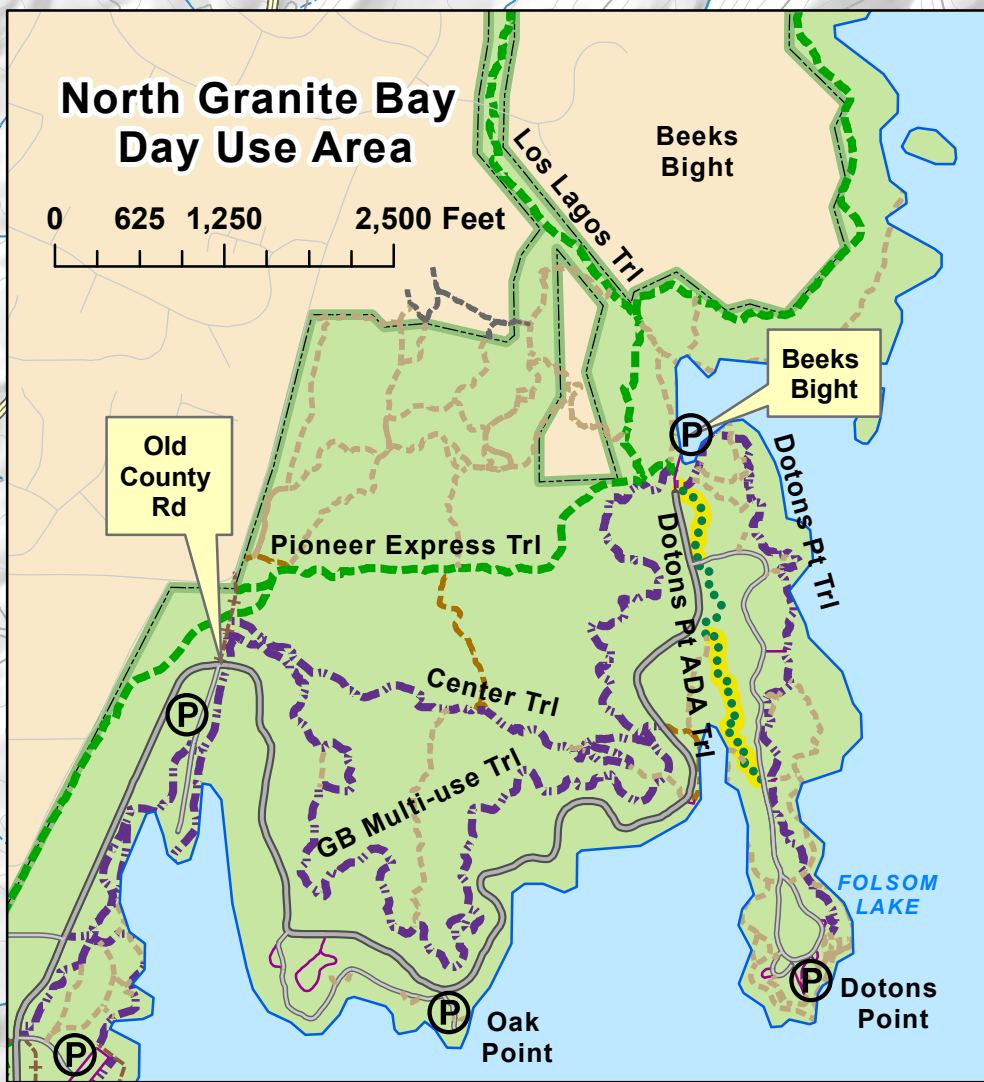 North Granite Bay
Day Use Area
0 625 1,250 2,500 Feet
Los Lagos Trl
Beeks
Bight
Beeks
Bight
Old
County
Rd
P
Dotons Pt Trl
Pioneer Express Trl
Dotons Pt ADA Trl
Center Trl
P
GB Multi-use Trl
FOLSOM
LAKE
P
Dotons
Point
P
Oak
Point
P